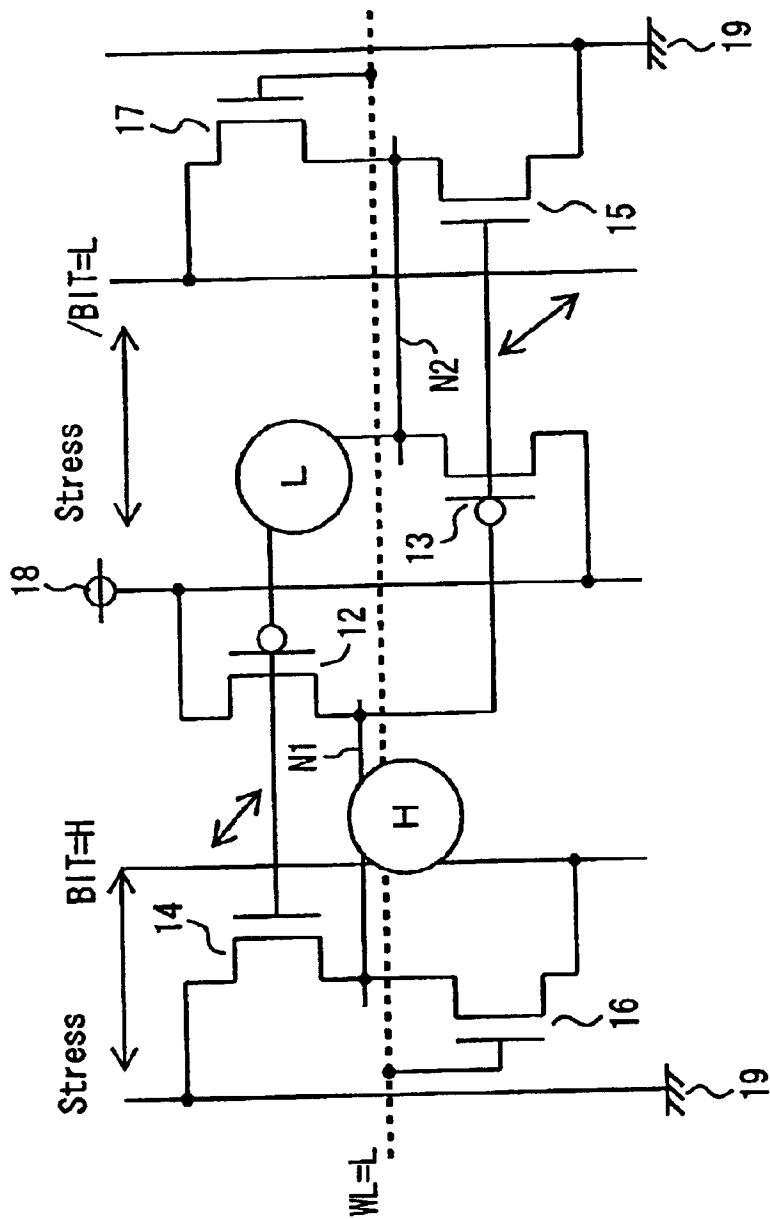 Stress
BIT=H
Stress
/BIT=L
18
14
12
17
N1
N2
L
H
13
15
16
WL=L
19
19